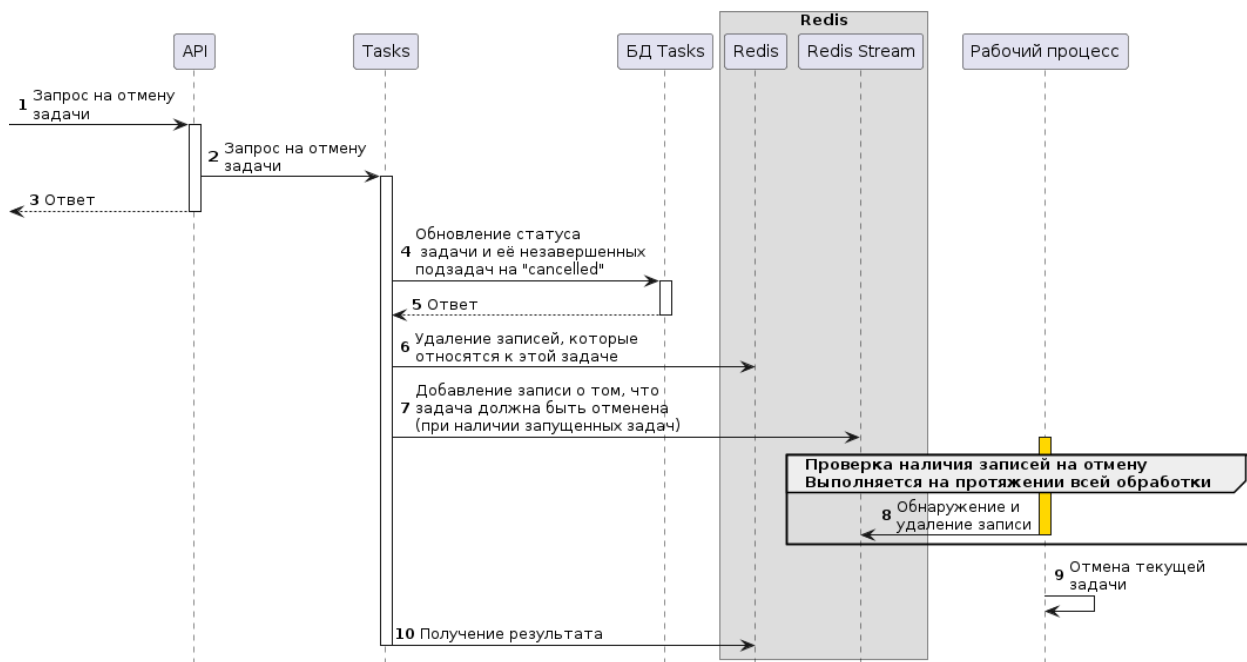 Redis
API
Tasks
БД Tasks
Redis
Redis Stream
Рабочий процесс
1 Запрос на отмену
задачи
2 Запрос на отмену
задачи
3 Ответ
Обновление статуса
4 задачи и её незавершенных
подзадач на "cancelled"
5 Ответ
6 Удаление записей, которые
относятся к этой задаче
Добавление записи о том, что
7 задача должна быть отменена
(при наличии запущенных задач)
Проверка наличия записей на отмену
Выполняется на протяжении всей обработки
8 Обнаружение и
удаление записи
9 Отмена текущей
задачи
10 Получение результата